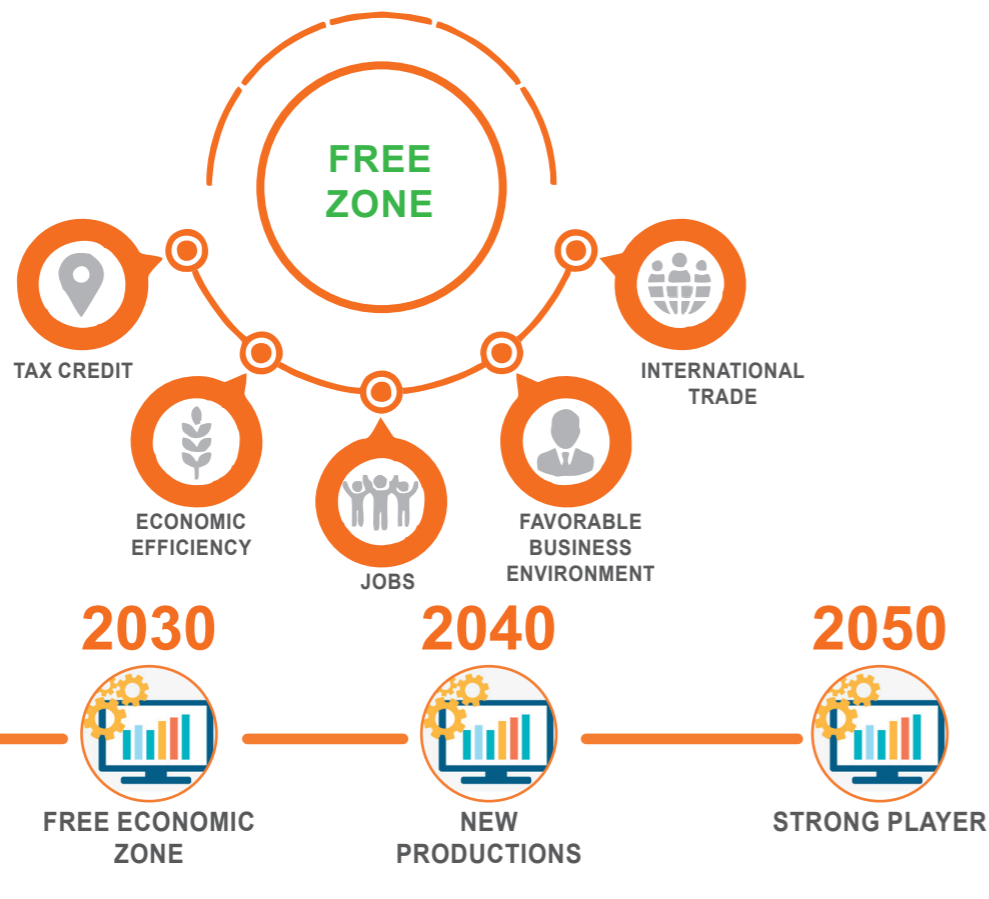 FREE
ZONE
TAX CREDIT
ECONOMIC
EFFICIENCY
JOBS
FAVORABLE
BUSINESS
ENVIRONMENT
INTERNATIONAL
TRADE
2030
FREE ECONOMIC
ZONE
2040
NEW
PRODUCTIONS
2050
STRONG PLAYER